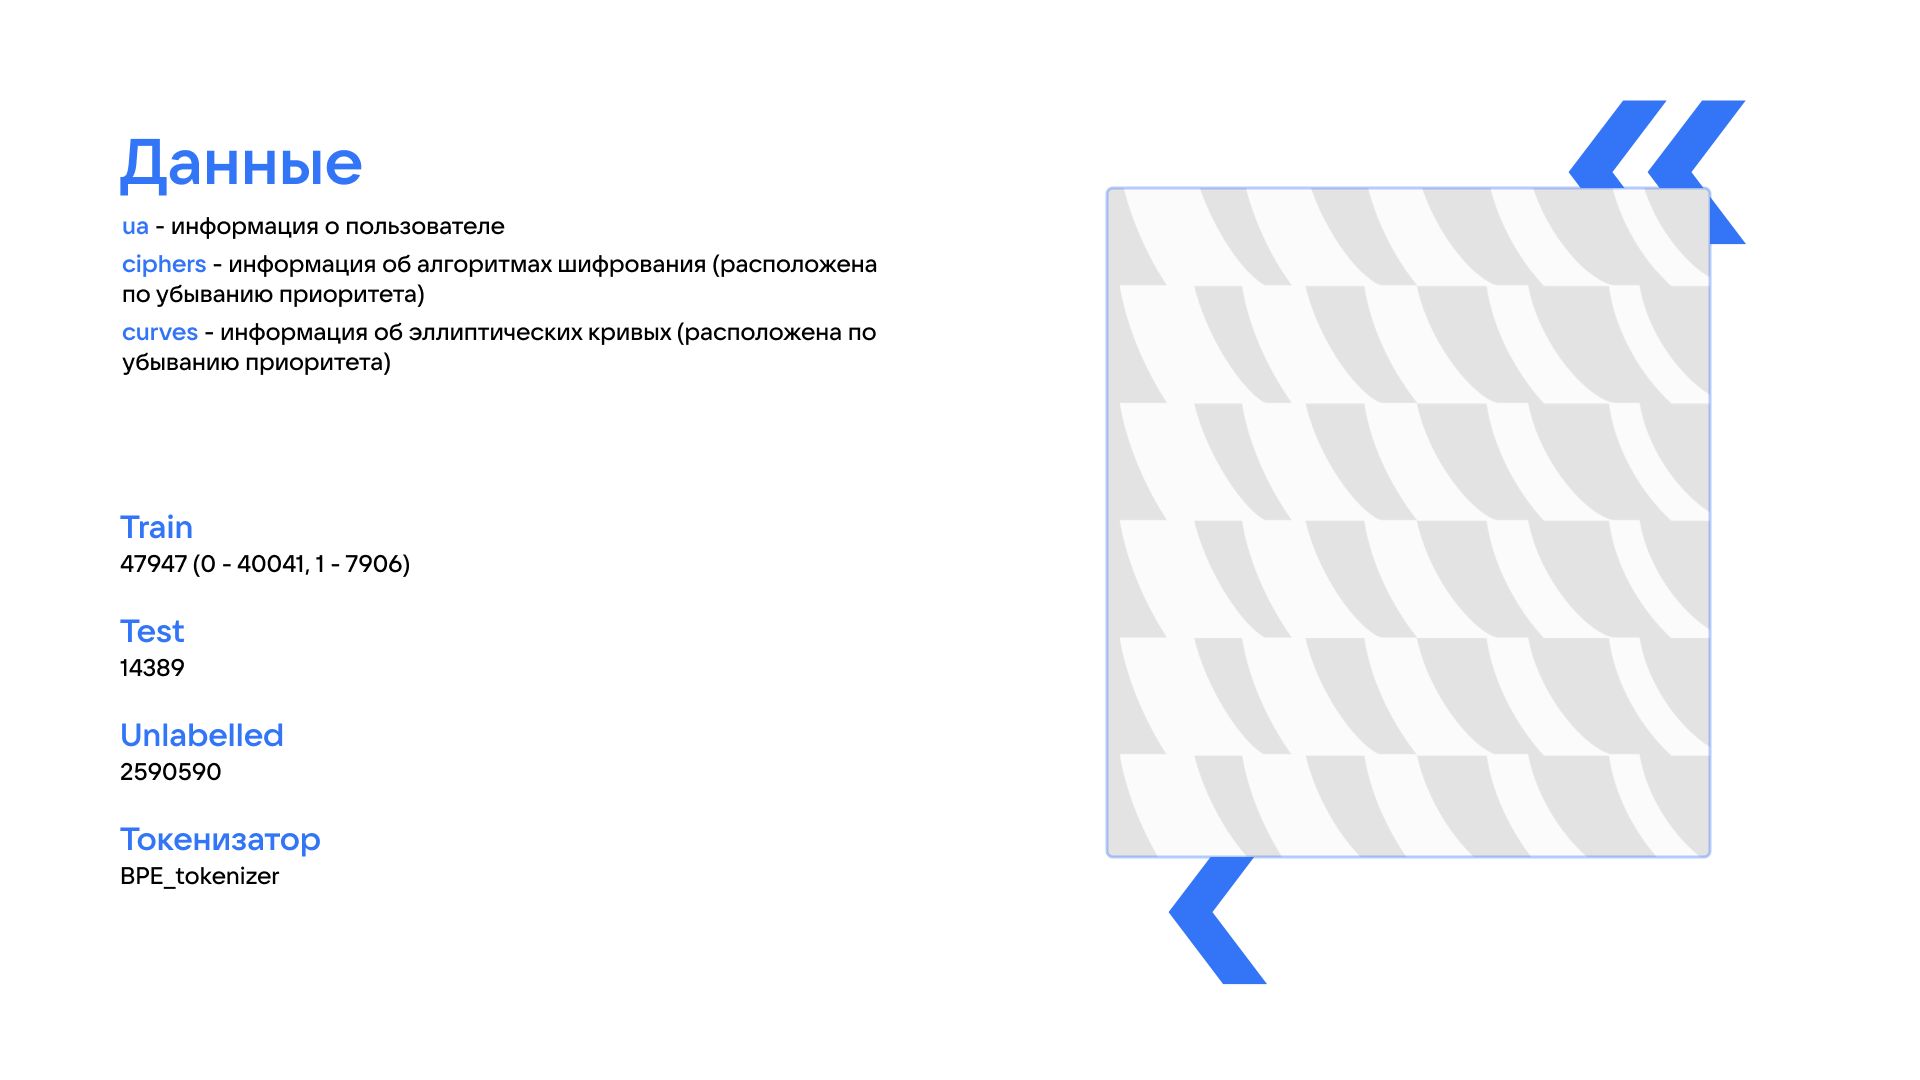 Данные
ua - информация о пользователе
ciphers - информация об алгоритмах шифрования (расположена
по убыванию приоритета)
curves - информация об эллиптических кривых (расположена по
убыванию приоритета)
Train
47947 (0 - 40041, 1 - 7906)
Test
14389
Unlabelled
2590590
Токенизатор
BPE_tokenizer